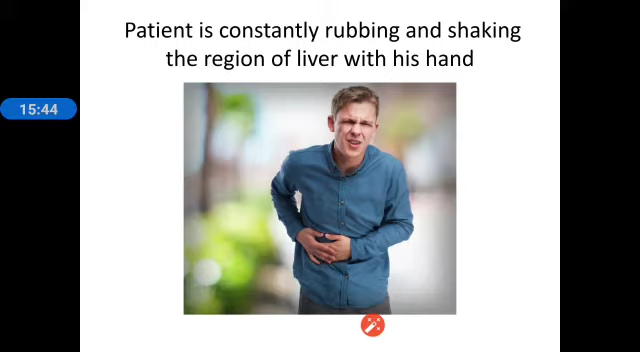 Patient is constantly rubbing and shaking
the region of liver with his hand
15:44